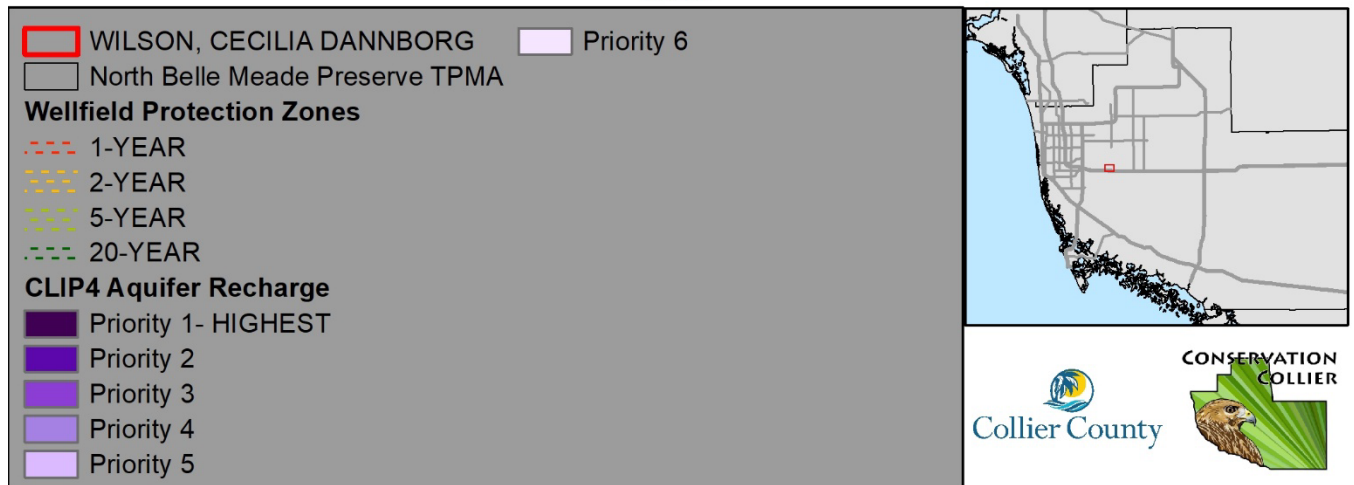 WILSON, CECILIA DANNBORG
North Belle Meade Preserve TPMA
Wellfield Protection Zones
1-YEAR
2-YEAR
5-YEAR
20-YEAR
CLIP4 Aquifer Recharge
Priority 1- HIGHEST
Priority 2
Priority 3
Priority 4
Priority 5
Priority 6
Collier County
CONSERVATION
COLLIER